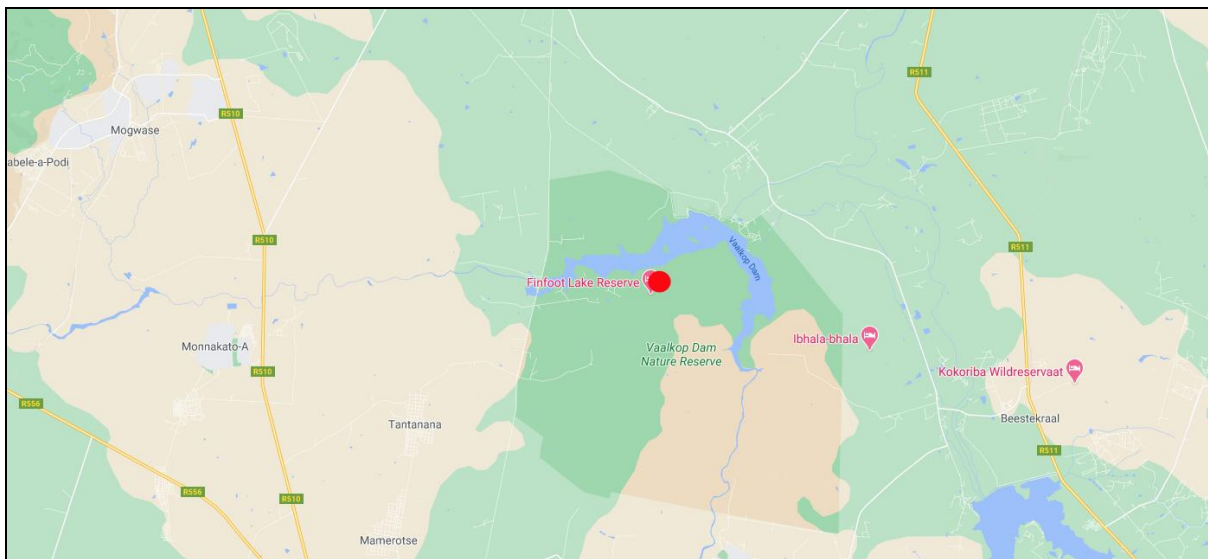 R510
R511
Mogwase
R510
abele-a-Podi
Vaalkop Dam
R510
R511
Finfoot Lake Reserve
Ibhala-bhala
Monnakato-A
Vaalkop Dam
Nature Reserve
R510
Kokoriba Wildreservaat
R556
Tantanana
Beestekraal
R511
R556
R510
Mamerotse